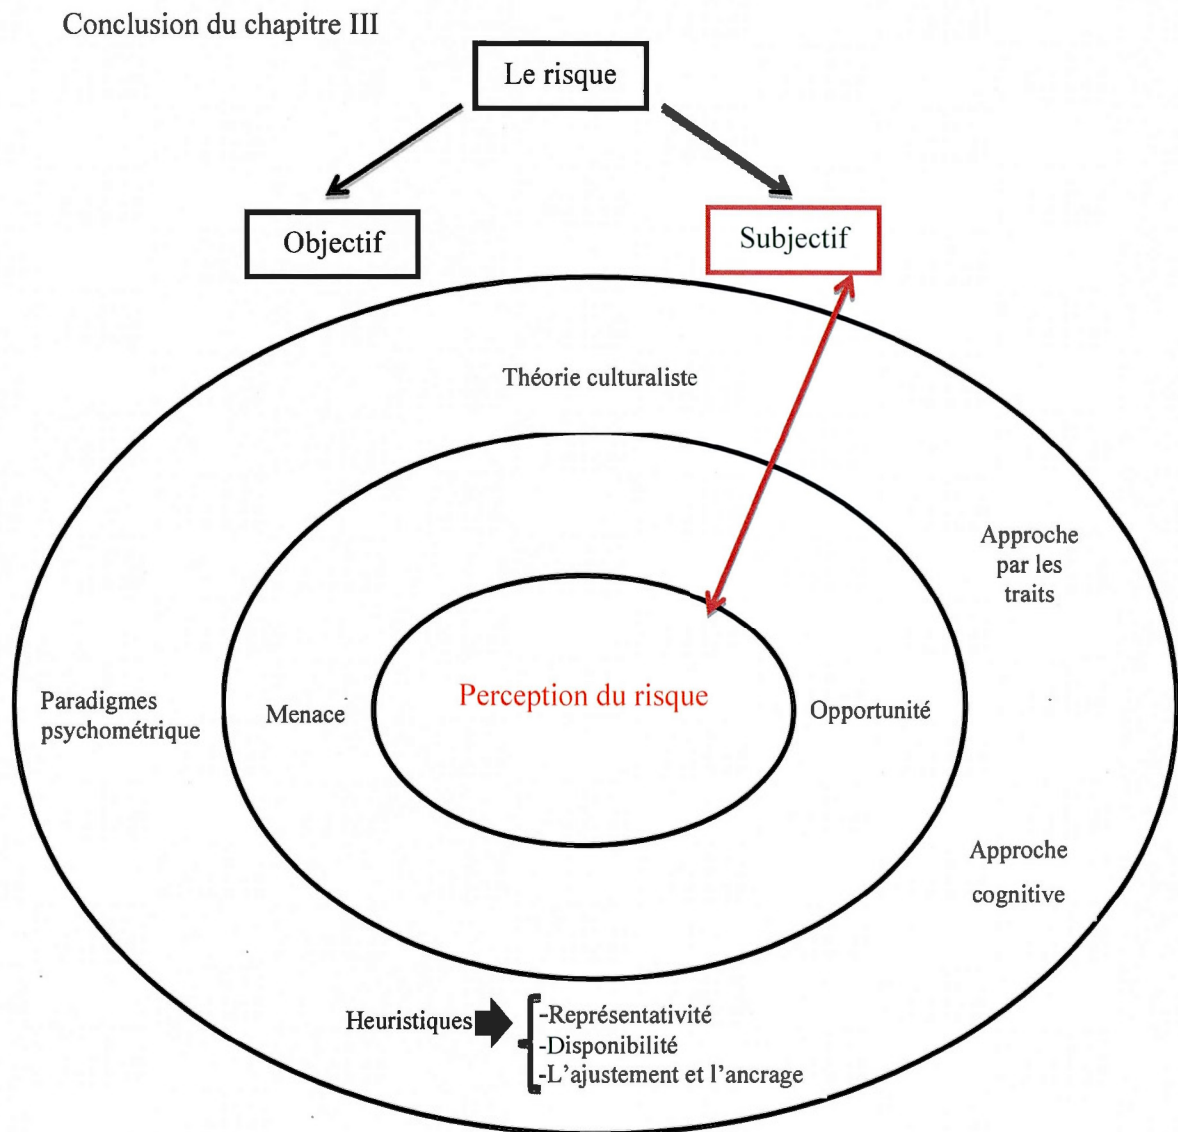 Conclusion du chapitre III
Le risque
Objectif
Subjectif
Théorie culturaliste
Approche
par les
traits
Paradigmes
psychométrique
Menace
Perception du risque
Opportunité
Approche
cognitive
Heuristiques
-Représentativité
-Disponibilité
-L'ajustement et l'ancrage